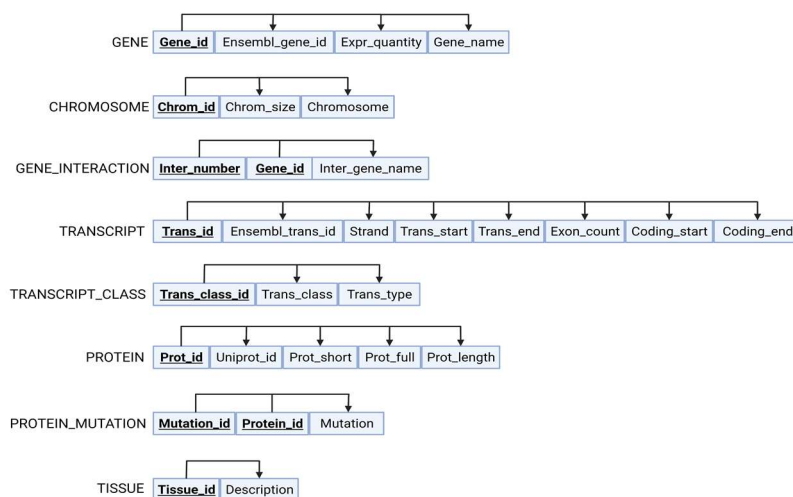 GENE Gene_id Ensembl_gene_id Expr_quantity Gene_name
CHROMOSOME Chrom_id Chrom_size Chromosome
GENE_INTERACTION Inter_number Gene_id Inter_gene_name
TRANSCRIPT Trans_id Ensembl_trans_id Strand Trans_start Trans_end Exon_count Coding_start Coding_end
TRANSCRIPT_CLASS Trans_class_id Trans_class Trans_type
PROTEIN Prot_id Uniprot_id Prot_short Prot_full Prot_length
PROTEIN_MUTATION Mutation_id Protein_id Mutation
TISSUE Tissue_id Description